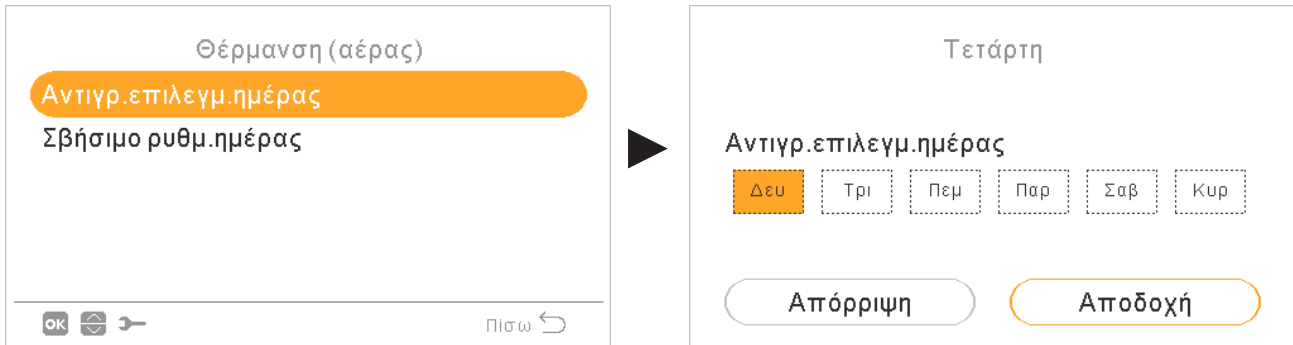 Θέρμανση (αέρας)
Αντιγρ.επιλεγμ.ημέρας
Σβήσιμο ρυθμ.ημέρας
OK
Πίσω
Τετάρτη
Αντιγρ.επιλεγμ.ημέρας
Δευ Τρι Πεμ Παρ Σαβ Κυρ
Απόρριψη Αποδοχή